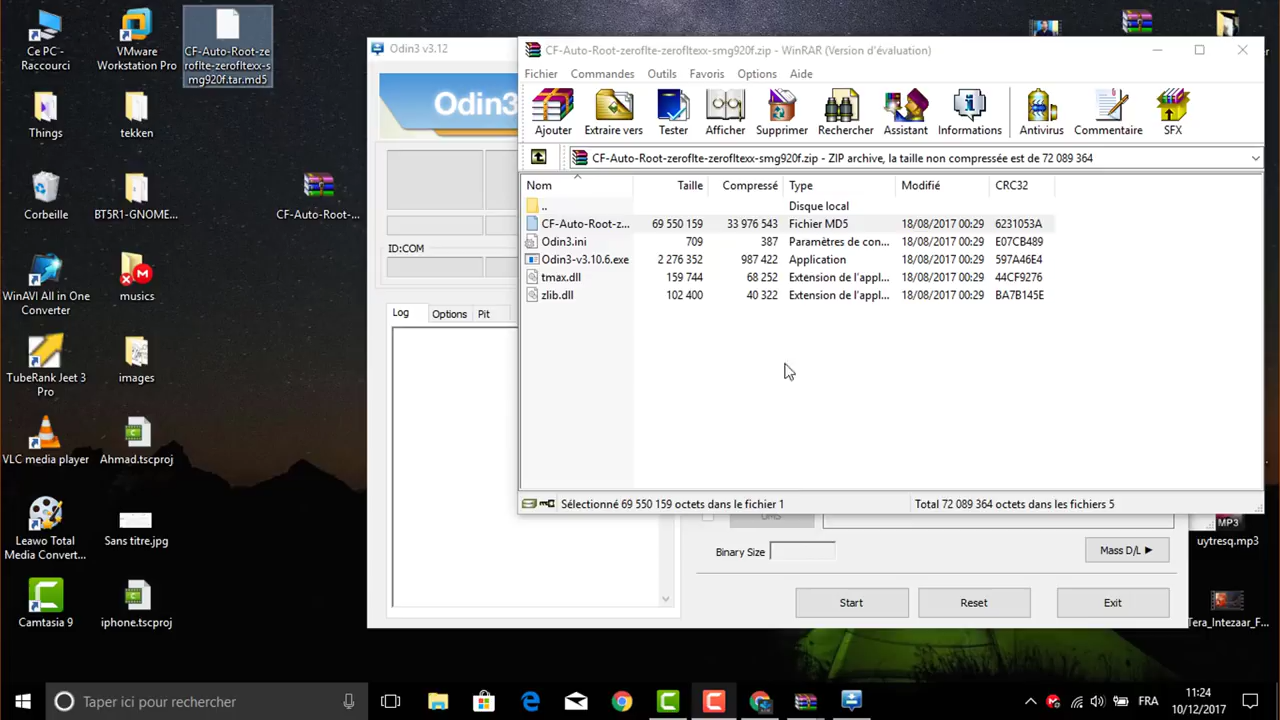 Ce PC -
Raccourci
VMware
Workstation Pro
CF-Auto-Root-ze
roflte-zerofltexx-s
mg920f.tar.md5
Things
tekken
Corbeille
BT5R1-GNOME...
CF-Auto-Root-...
WinAVI All in One
Converter
musics
TubeRank Jeet 3
Pro
images
VLC media player
Ahmad.tscproj
Leawo Total
Media Convert...
Sans titre.jpg
Camtasia 9
iphone.tscproj
Odin3 v3.12
Odin3
ID:COM
Log
Options
Pit
CF-Auto-Root-zeroflte-zerofltexx-smg920f.zip - WinRAR (Version d'évaluation)
Fichier Commandes Outils Favoris Options Aide
Ajouter Extraire vers Tester Afficher Supprimer Rechercher Assistant Informations Antivirus Commentaire SFX
CF-Auto-Root-zeroflte-zerofltexx-smg920f.zip - ZIP archive, la taille non compressée est de 72 089 364
Nom Taille Compressé Type Modifié CRC32
.. Disque local
CF-Auto-Root-z... 69 550 159 33 976 543 Fichier MD5 18/08/2017 00:29 6231053A
Odin3.ini 709 387 Paramètres de con... 18/08/2017 00:29 E07CB489
Odin3-v3.10.6.exe 2 276 352 987 422 Application 18/08/2017 00:29 597A46E4
tmax.dll 159 744 68 252 Extension de l'appl... 18/08/2017 00:29 44CF9276
zlib.dll 102 400 40 322 Extension de l'appl... 18/08/2017 00:29 BA7B145E
Sélectionné 69 550 159 octets dans le fichier 1
Total 72 089 364 octets dans les fichiers 5
Binary Size
Mass D/L
Start
Reset
Exit
MP3
uytresq.mp3
Tera_Intezaar_F...
Taper ici pour rechercher
FRA
11:24
10/12/2017